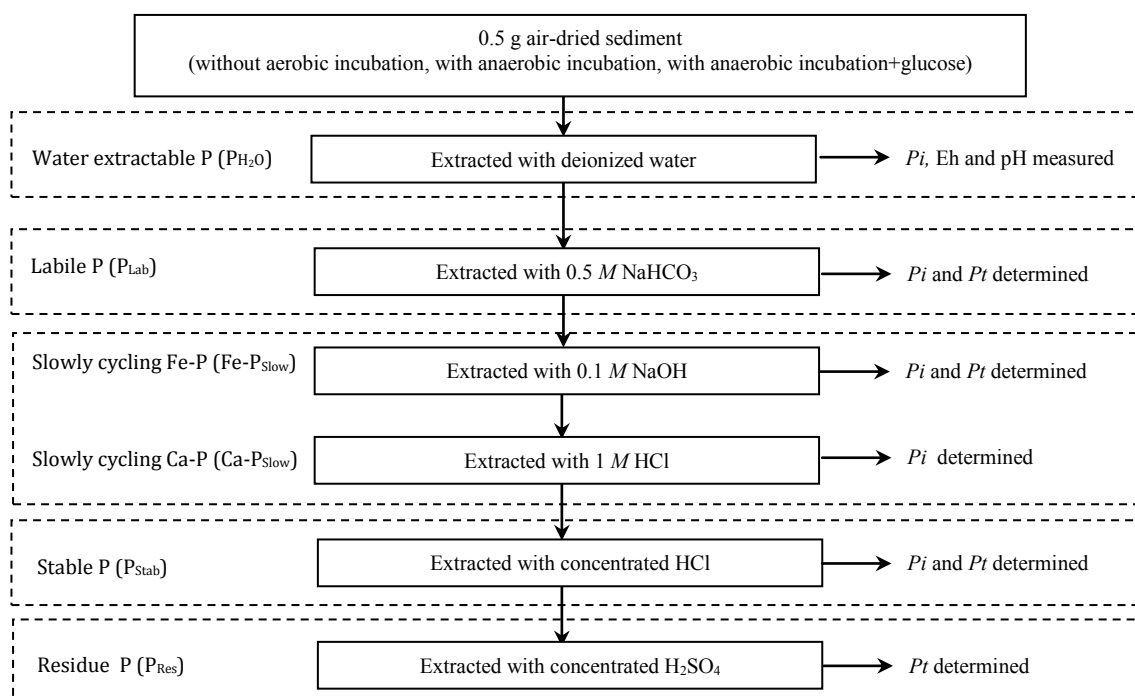 0.5 g air-dried sediment
(without aerobic incubation, with anaerobic incubation, with anaerobic incubation+glucose)
Water extractable P (PH₂O)
Extracted with deionized water
Pi, Eh and pH measured
Labile P (PLab)
Extracted with 0.5 M NaHCO₃
Pi and Pt determined
Slowly cycling Fe-P (Fe-PSlow)
Extracted with 0.1 M NaOH
Pi and Pt determined
Slowly cycling Ca-P (Ca-PSlow)
Extracted with 1 M HCl
Pi determined
Stable P (PStab)
Extracted with concentrated HCl
Pi and Pt determined
Residue P (PRes)
Extracted with concentrated H₂SO₄
Pt determined